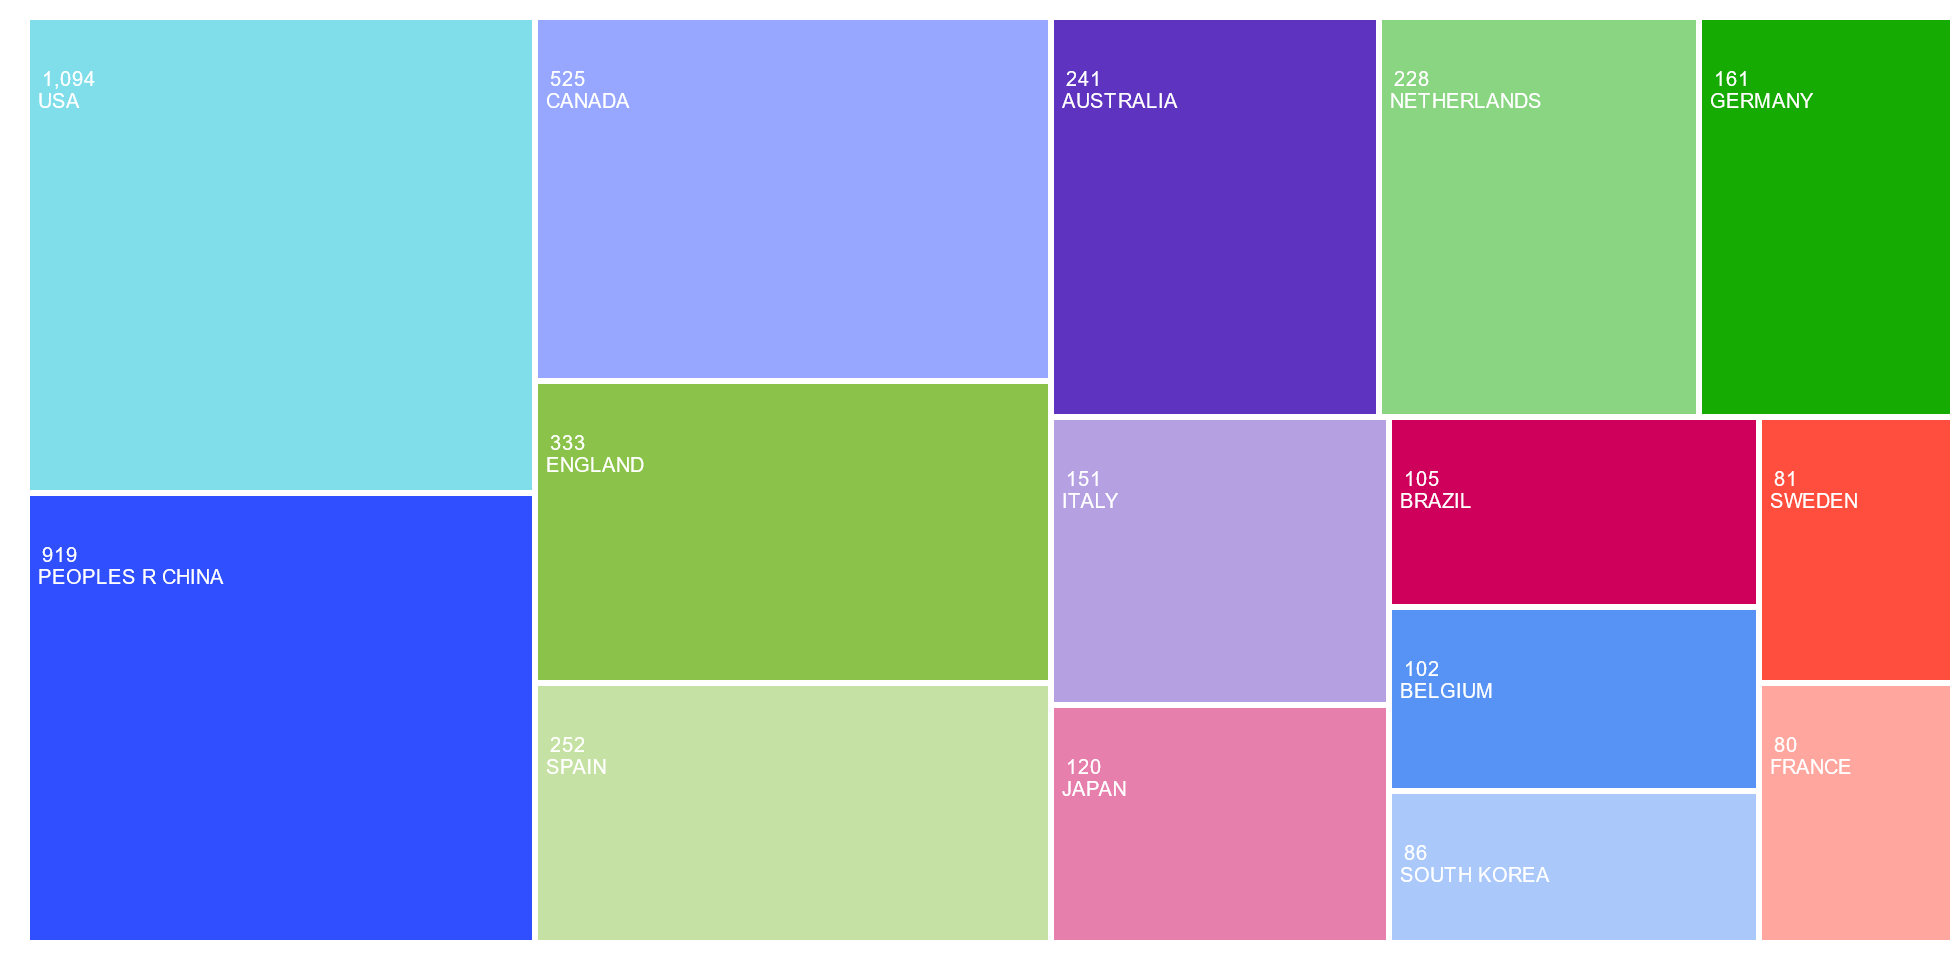 1,094
USA
919
PEOPLES R CHINA
525
CANADA
333
ENGLAND
252
SPAIN
241
AUSTRALIA
228
NETHERLANDS
161
GERMANY
151
ITALY
120
JAPAN
105
BRAZIL
102
BELGIUM
86
SOUTH KOREA
81
SWEDEN
80
FRANCE